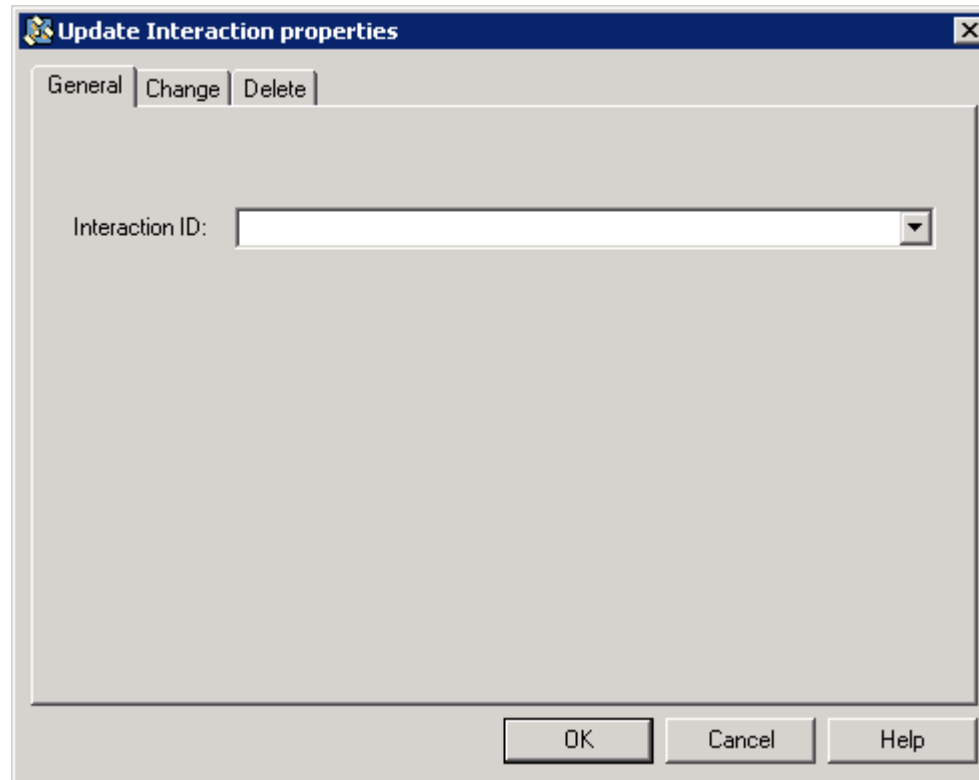 Update Interaction properties
General Change Delete
Interaction ID:
OK Cancel Help